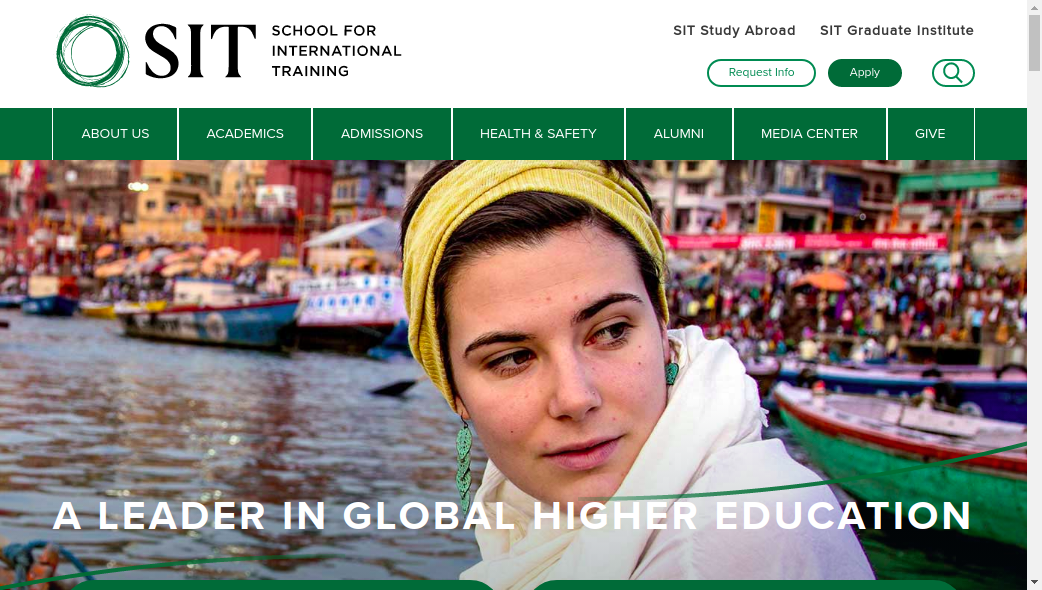 SIT
SCHOOL FOR
INTERNATIONAL
TRAINING
SIT Study Abroad
SIT Graduate Institute
Request Info
Apply
ABOUT US
ACADEMICS
ADMISSIONS
HEALTH & SAFETY
ALUMNI
MEDIA CENTER
GIVE
A LEADER IN GLOBAL HIGHER EDUCATION